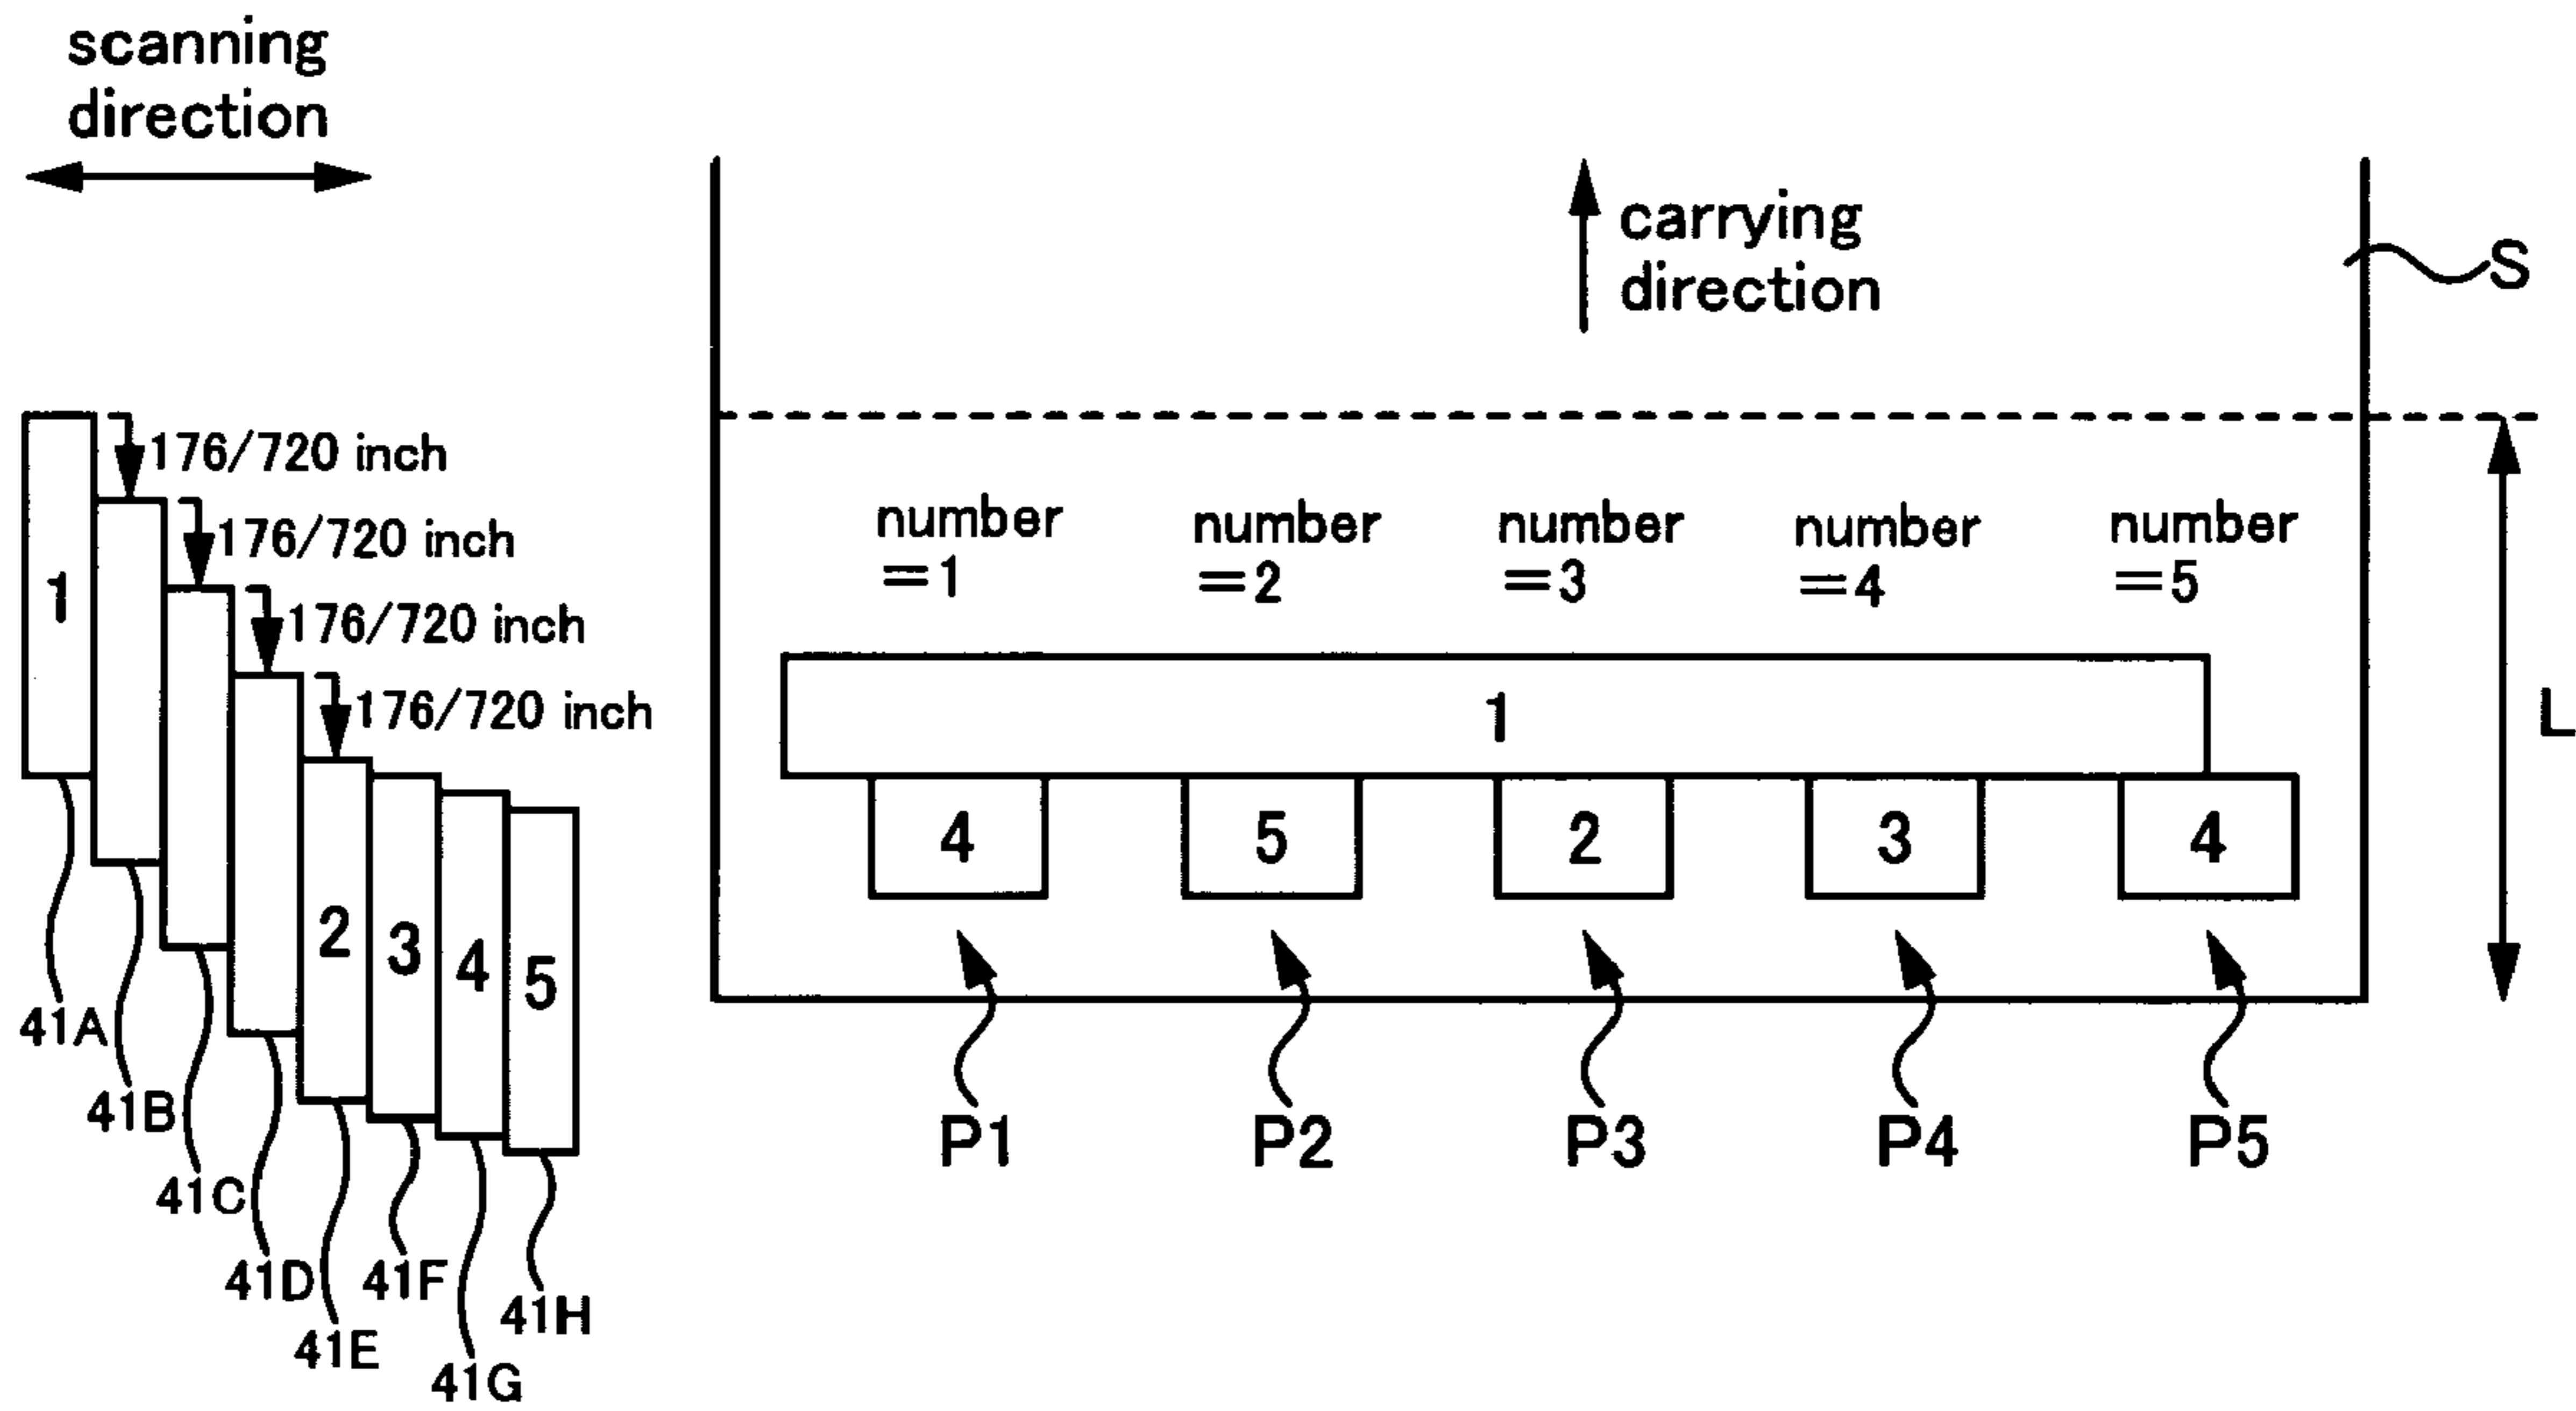 scanning
direction
carrying
direction
S
176/720 inch
176/720 inch
176/720 inch
176/720 inch
number
=1
number
=2
number
=3
number
=4
number
=5
1
2
3
4
5
1
4
5
2
3
4
L
41A
41B
41C
41D
41E
41F
41G
41H
P1
P2
P3
P4
P5